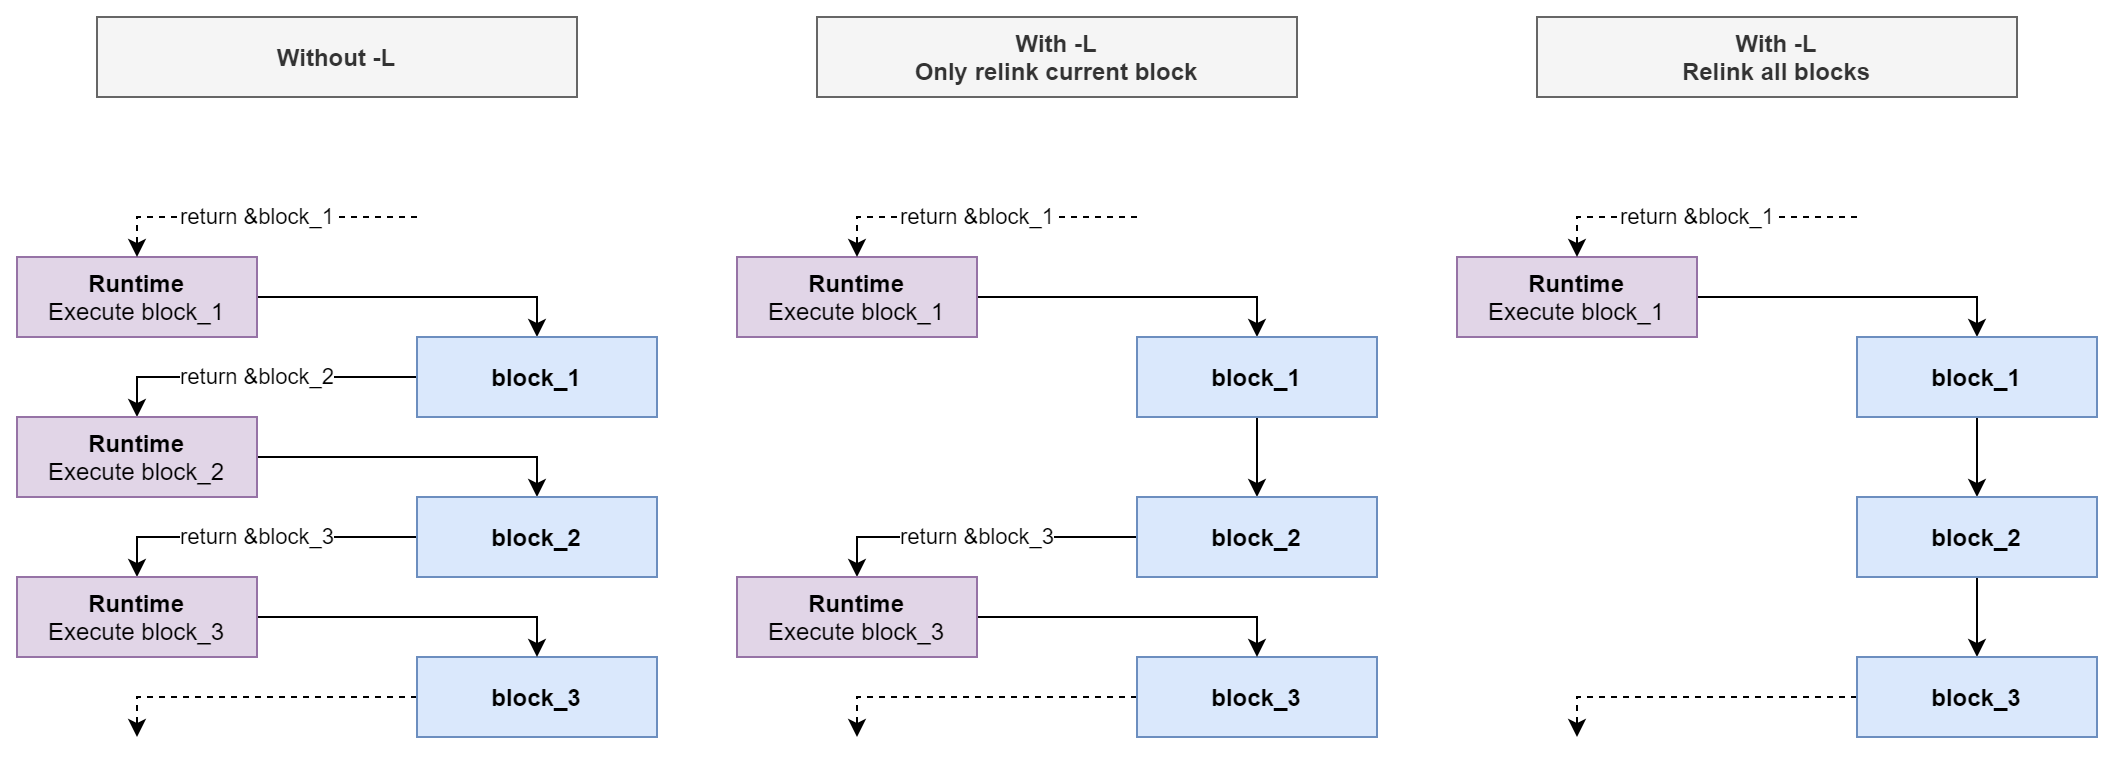 Without -L
With -L
Only relink current block
With -L
Relink all blocks
return &block_1
Runtime
Execute block_1
block_1
return &block_2
Runtime
Execute block_2
block_2
return &block_3
Runtime
Execute block_3
block_3
return &block_1
Runtime
Execute block_1
block_1
block_2
return &block_3
Runtime
Execute block_3
block_3
return &block_1
Runtime
Execute block_1
block_1
block_2
block_3